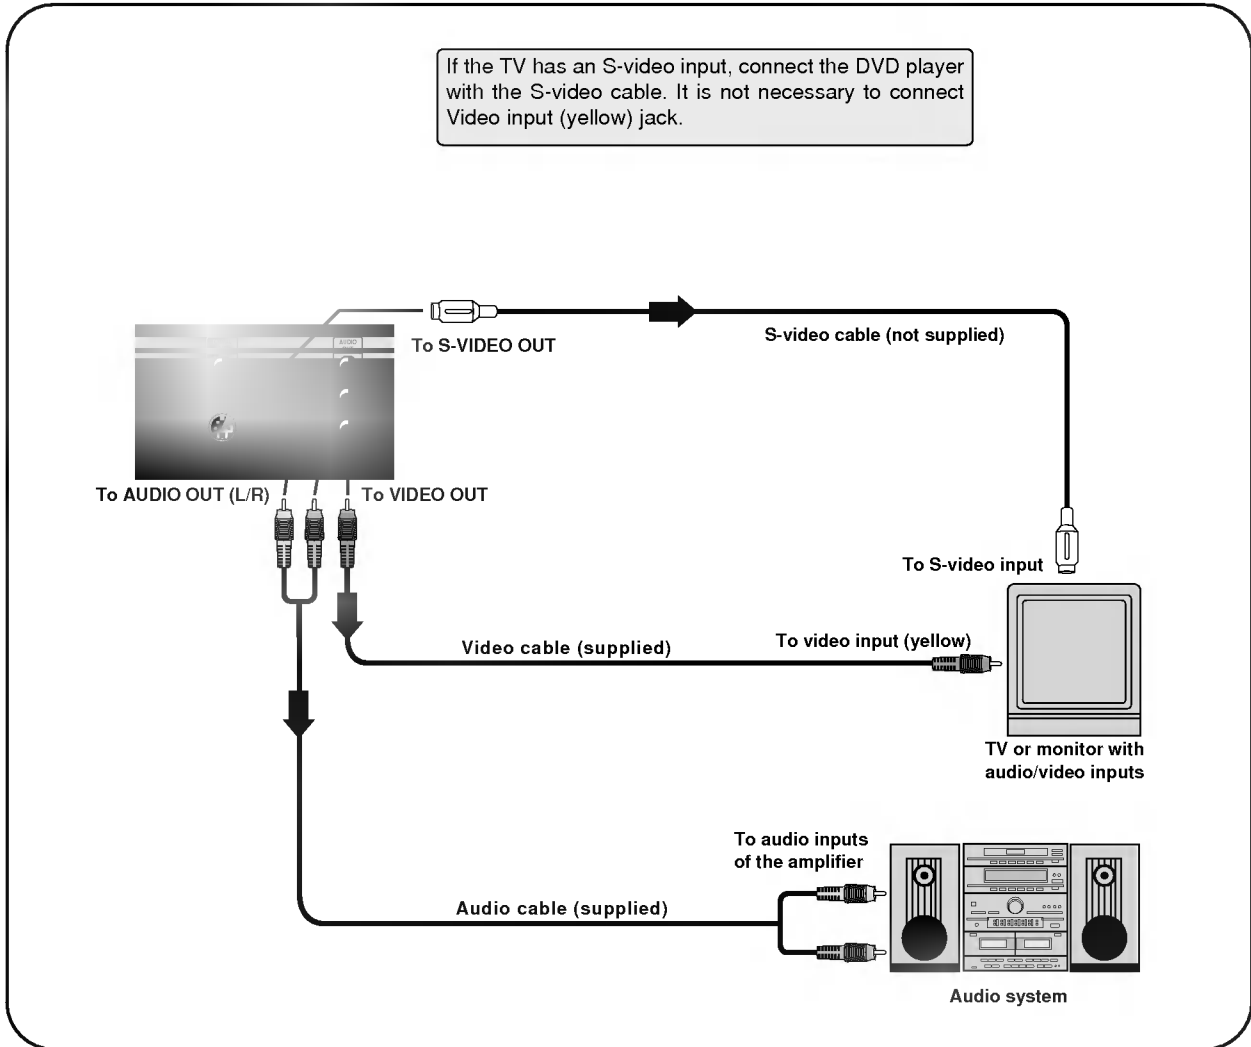 If the TV has an S-video input, connect the DVD player
with the S-video cable. It is not necessary to connect
Video input (yellow) jack.
To S-VIDEO OUT
S-video cable (not supplied)
AUDIO
To AUDIO OUT (L/R)
To VIDEO OUT
To S-video input
Video cable (supplied)
To video input (yellow)
TV or monitor with
audio/video inputs
To audio inputs
of the amplifier
Audio cable (supplied)
Audio system